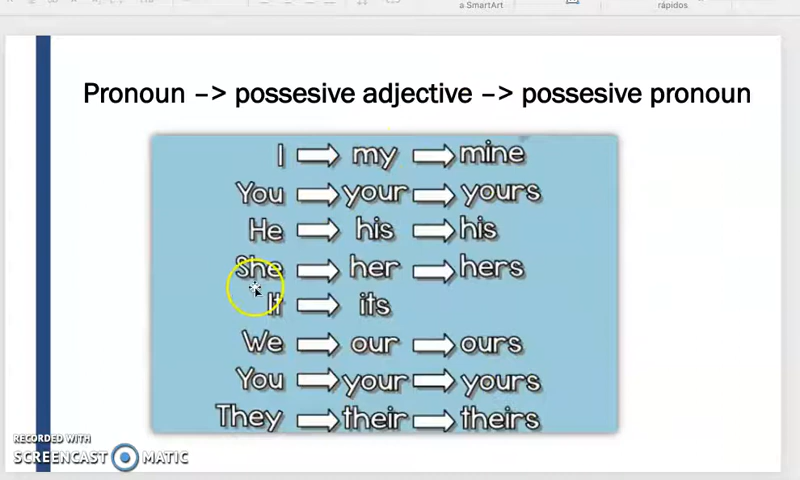 a SmartArt
rápidos
Pronoun –> possesive adjective –> possesive pronoun
I my mine
You your yours
He his his
She her hers
It its
We our ours
You your yours
They their theirs
RECORDED WITH
SCREENCAST MATIC